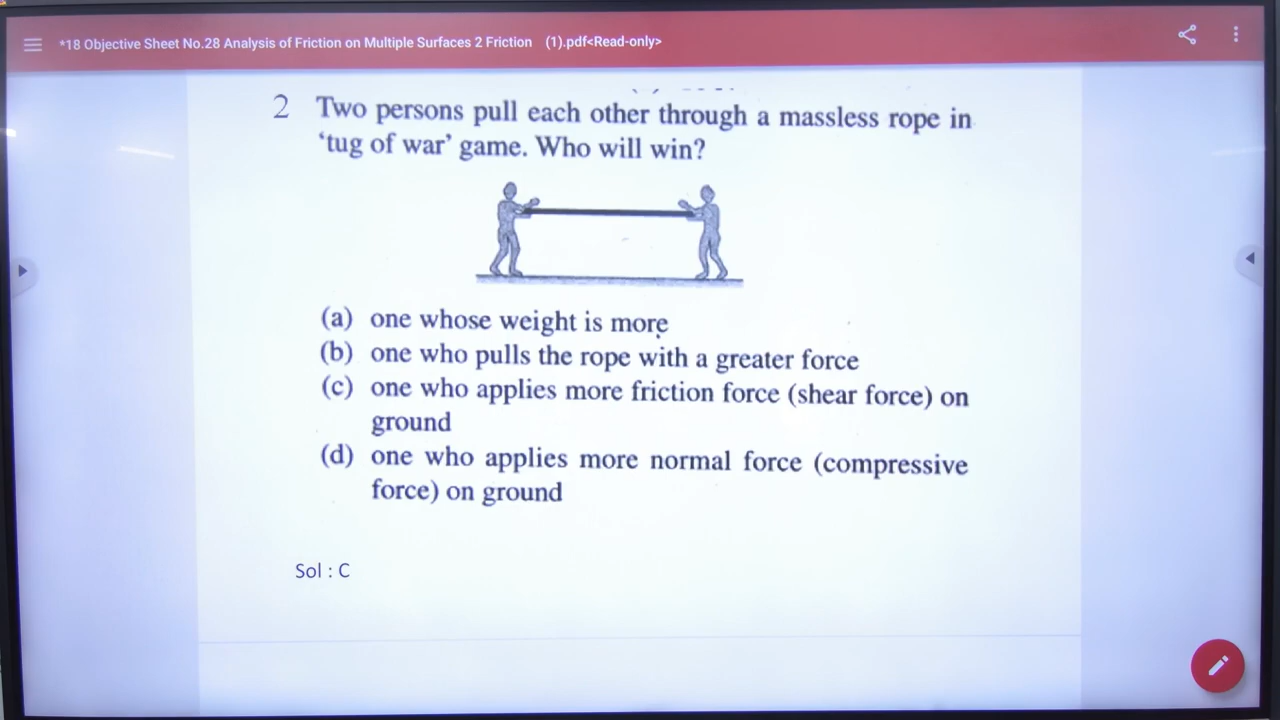 *18 Objective Sheet No.28 Analysis of Friction on Multiple Surfaces 2 Friction (1).pdf<Read-only>
2 Two persons pull each other through a massless rope in
‘tug of war’ game. Who will win?
(a) one whose weight is more
(b) one who pulls the rope with a greater force
(c) one who applies more friction force (shear force) on
ground
(d) one who applies more normal force (compressive
force) on ground
Sol : C